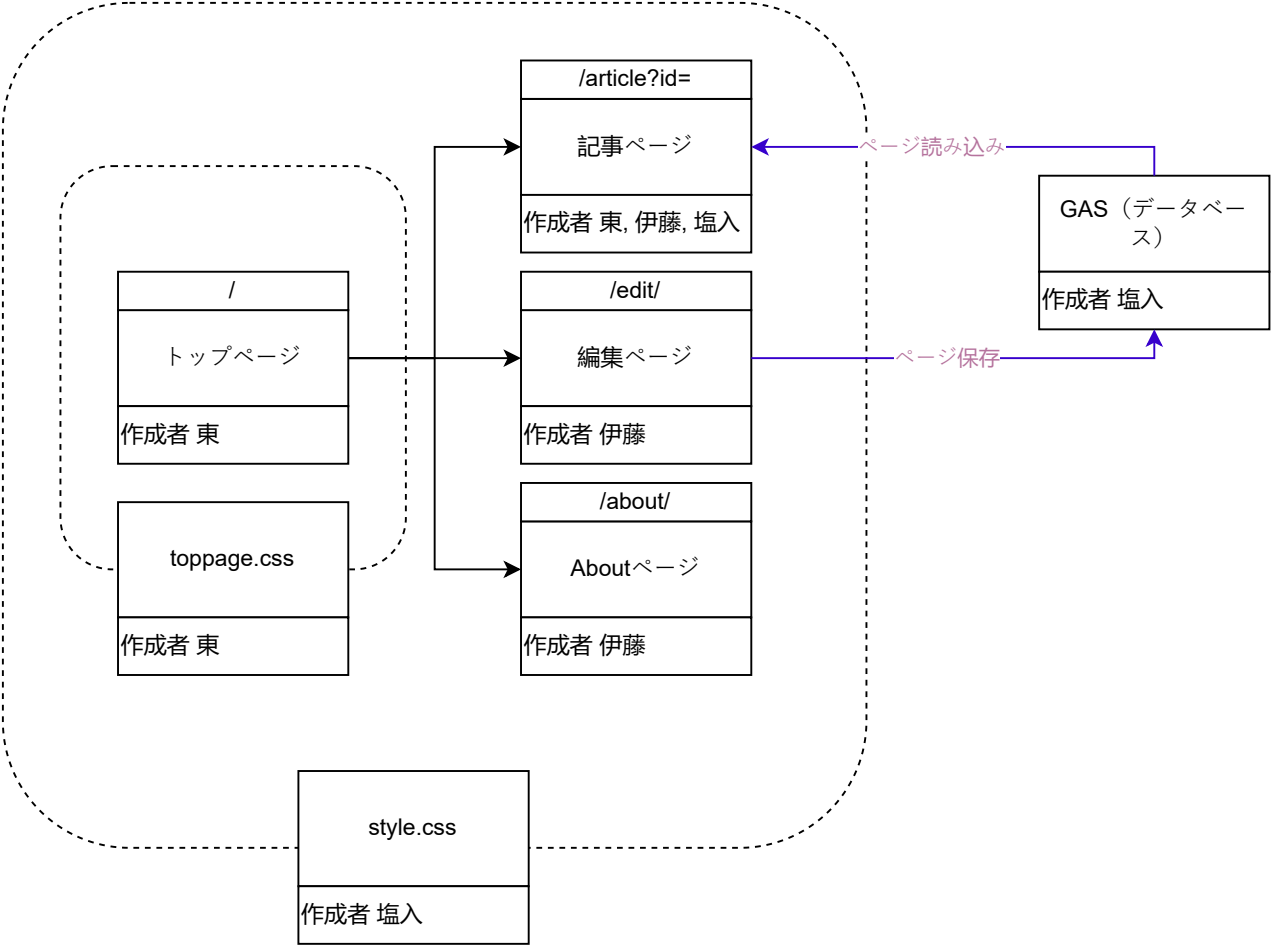 /article?id=
記事ページ
作成者 東, 伊藤, 塩入
ページ読み込み
GAS（データベー
ス）
作成者 塩入
/
トップページ
作成者 東
/edit/
編集ページ
作成者 伊藤
ページ保存
toppage.css
作成者 東
/about/
Aboutページ
作成者 伊藤
style.css
作成者 塩入